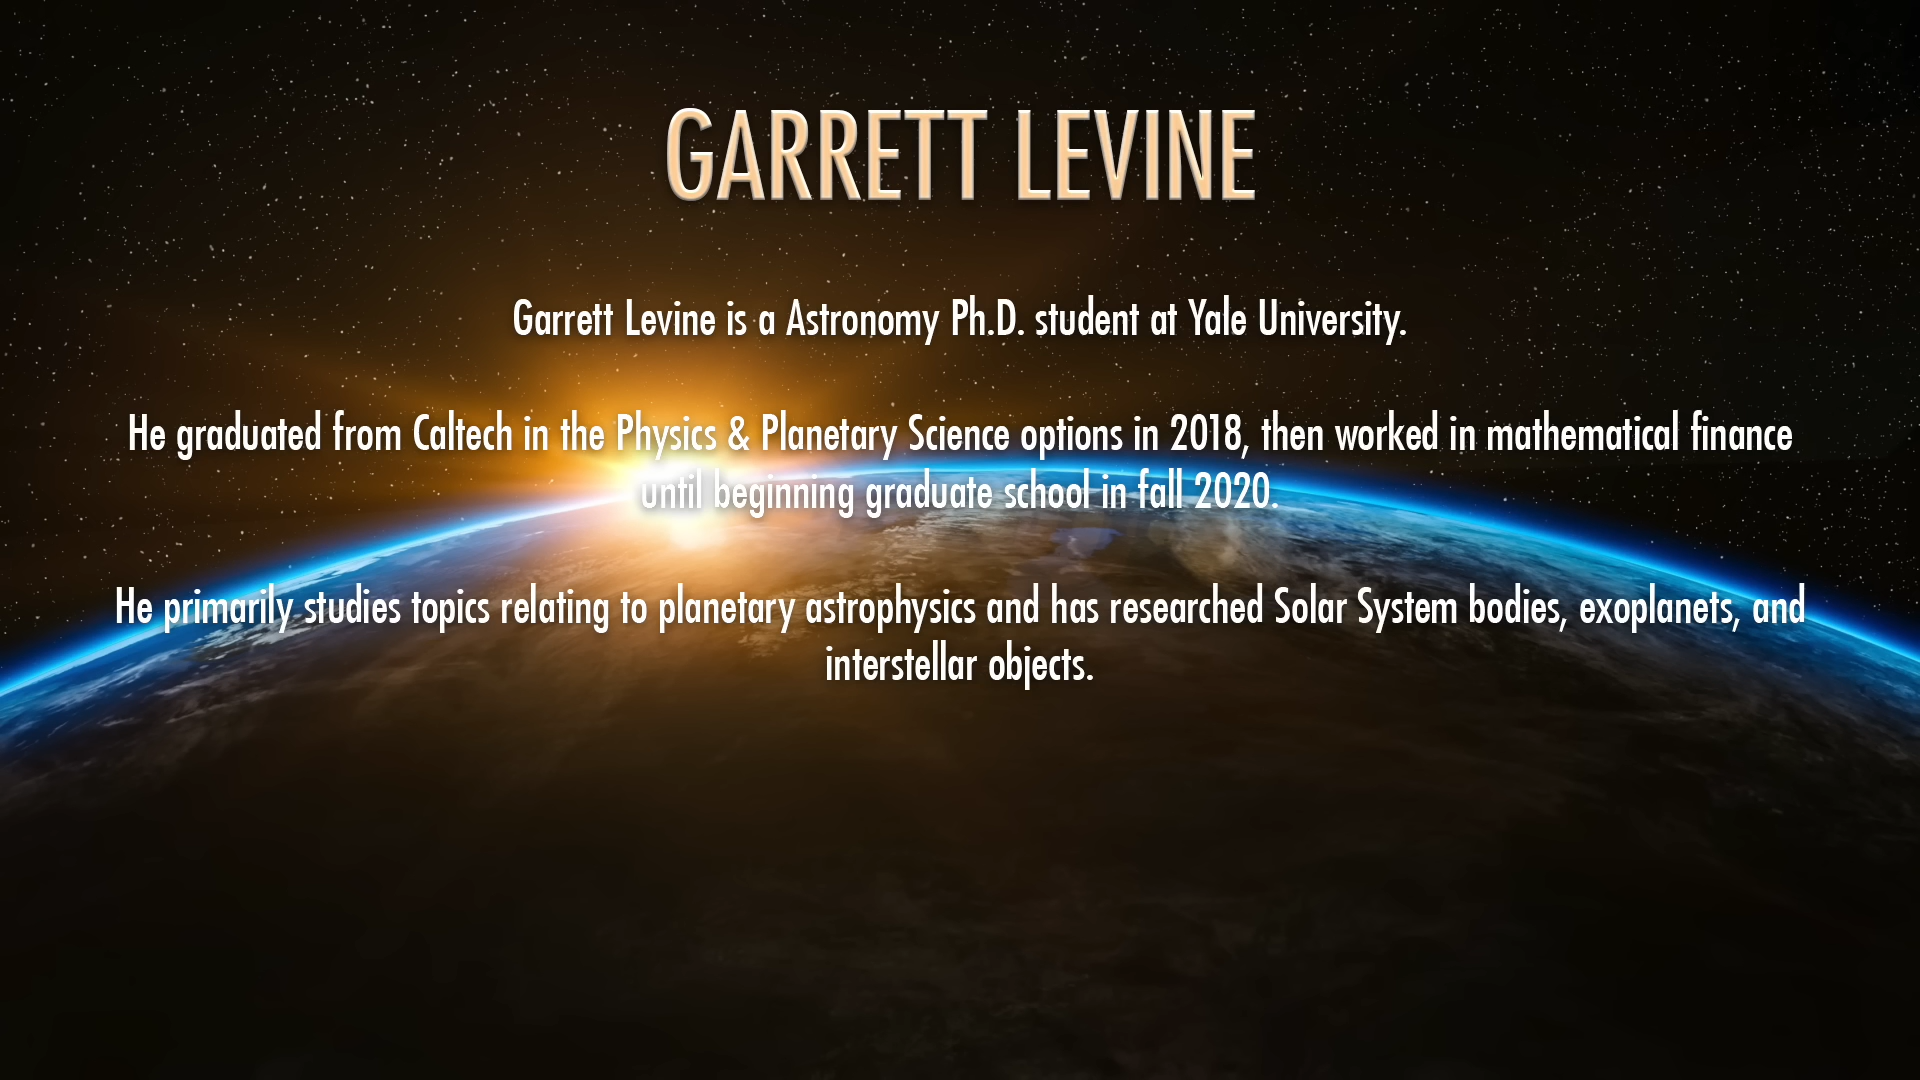 GARRETT LEVINE
Garrett Levine is a Astronomy Ph.D. student at Yale University.
He graduated from Caltech in the Physics & Planetary Science options in 2018, then worked in mathematical finance
until beginning graduate school in fall 2020.
He primarily studies topics relating to planetary astrophysics and has researched Solar System bodies, exoplanets, and
interstellar objects.